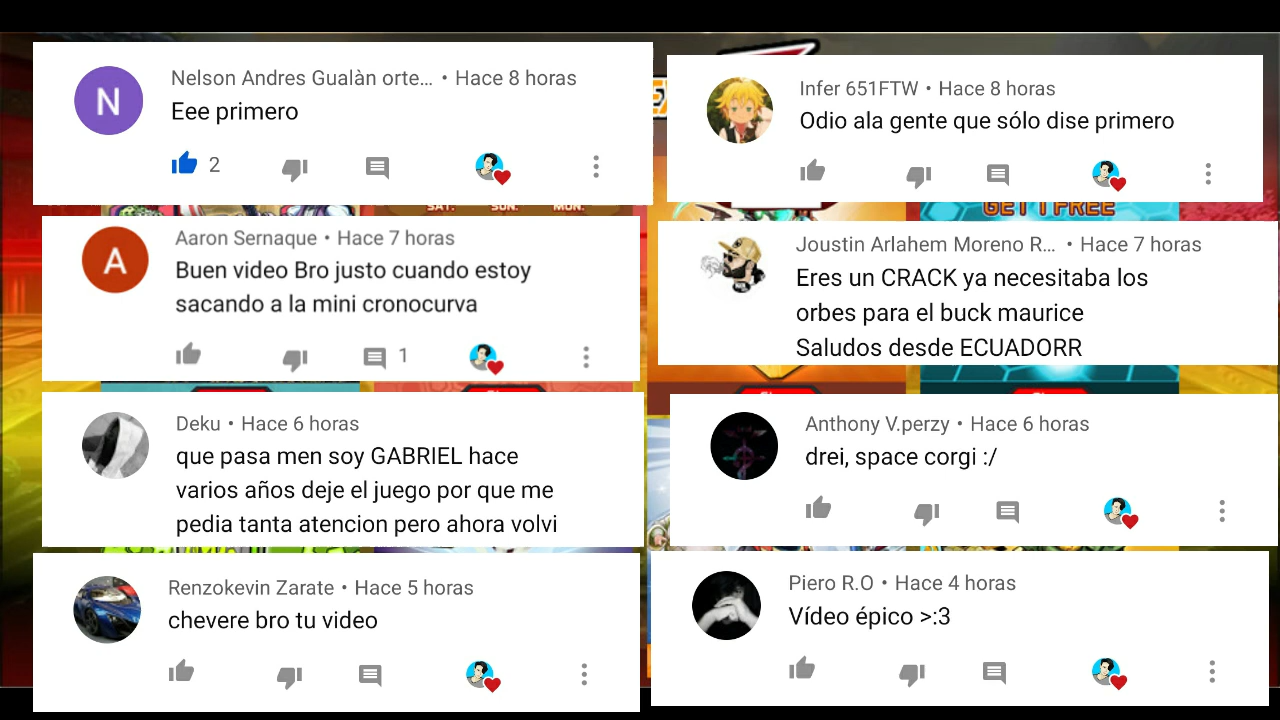 N
Nelson Andres Gualàn orte... • Hace 8 horas
Eee primero
2
Infer 651FTW • Hace 8 horas
Odio ala gente que sólo dise primero
SAT: SUN: MON:
GET 1 FREE
A
Aaron Sernaque • Hace 7 horas
Buen video Bro justo cuando estoy
sacando a la mini cronocurva
1
Joustin Arlahem Moreno R... • Hace 7 horas
Eres un CRACK ya necesitaba los
orbes para el buck maurice
Saludos desde ECUADORR
Deku • Hace 6 horas
que pasa men soy GABRIEL hace
varios años deje el juego por que me
pedia tanta atencion pero ahora volvi
Anthony V.perzy • Hace 6 horas
drei, space corgi :/
Renzokevin Zarate • Hace 5 horas
chevere bro tu video
Piero R.O • Hace 4 horas
Vídeo épico >:3